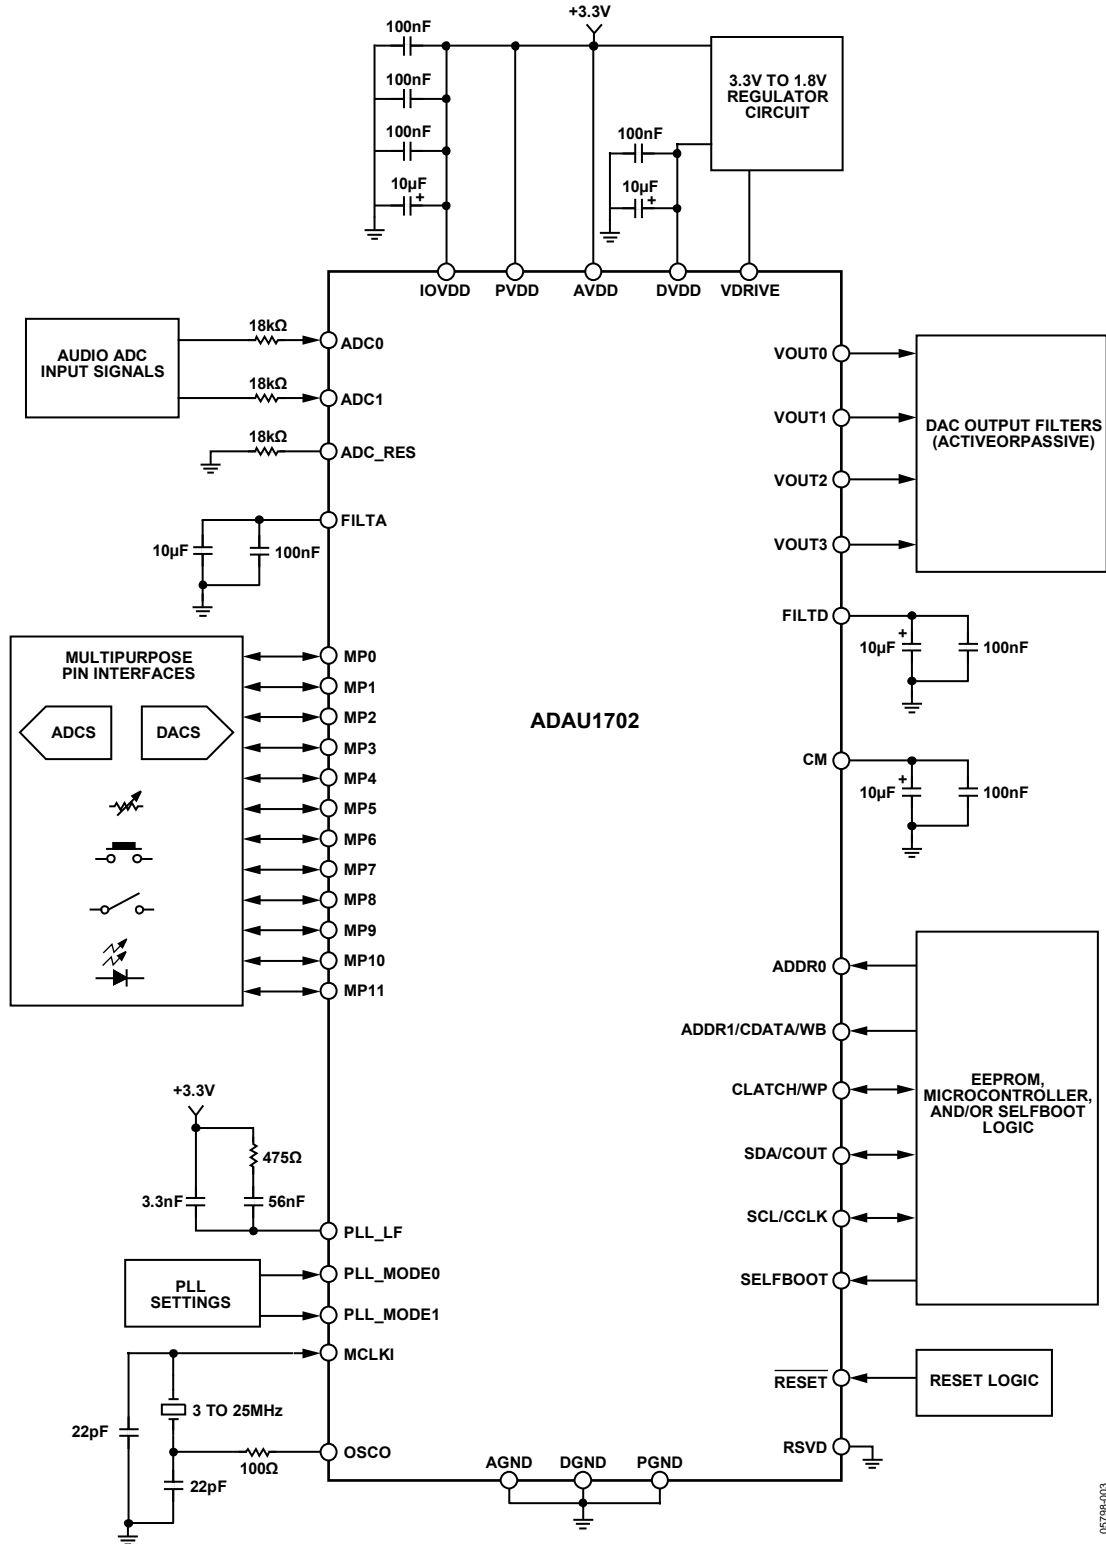 +3.3V
100nF
100nF
100nF
10µF
+
3.3V TO 1.8V
REGULATOR
CIRCUIT
100nF
10µF
+
IOVDD
PVDD
AVDD
DVDD
VDRIVE
AUDIO ADC
INPUT SIGNALS
18kΩ
ADC0
18kΩ
ADC1
18kΩ
ADC_RES
FILTA
10µF
100nF
MULTIPURPOSE
PIN INTERFACES
ADCS
DACS
MP0
MP1
MP2
MP3
MP4
MP5
MP6
MP7
MP8
MP9
MP10
MP11
+3.3V
475Ω
3.3nF
56nF
PLL_LF
PLL
SETTINGS
PLL_MODE0
PLL_MODE1
MCLKI
3 TO 25MHz
22pF
100Ω
OSCO
22pF
ADAU1702
AGND
DGND
PGND
VOUT0
VOUT1
VOUT2
VOUT3
DAC OUTPUT FILTERS
(ACTIVEORPASSIVE)
FILTD
10µF
+
100nF
CM
10µF
+
100nF
ADDR0
ADDR1/CDATA/WB
CLATCH/WP
SDA/COUT
SCL/CCLK
SELFBOOT
EEPROM,
MICROCONTROLLER,
AND/OR SELFBOOT
LOGIC
RESET
RESET LOGIC
RSVD
05798-003